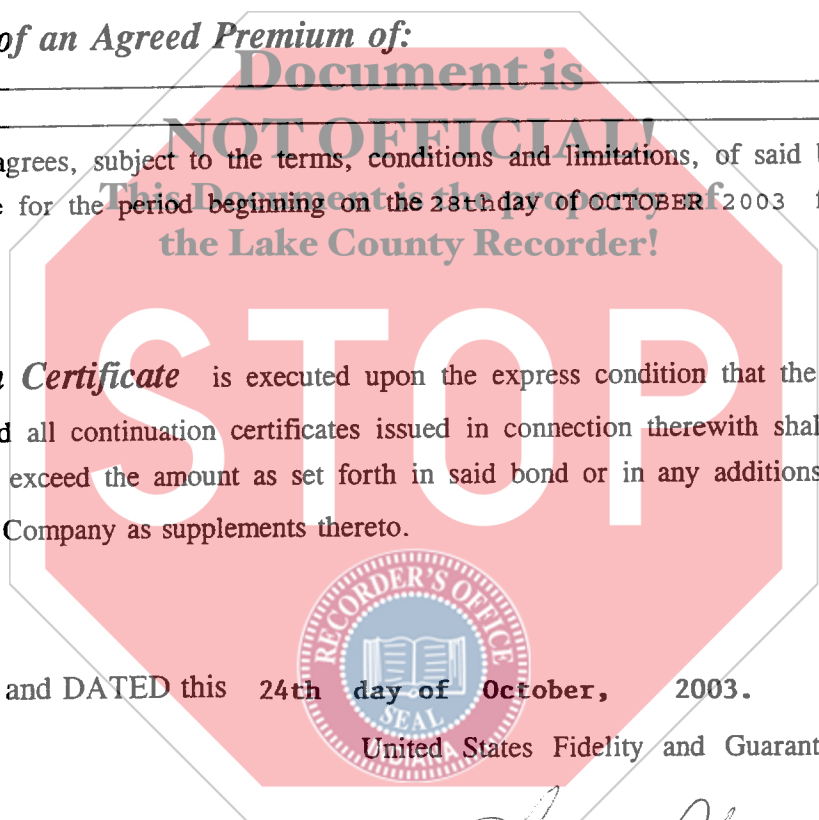 of an Agreed Premium of:
Document is
NOT OFFICIAL!
agrees, subject to the terms, conditions and limitations, of said
This Document is the property of
for the period beginning on the 28th day of OCTOBER 2003
the Lake County Recorder!
STOP
Certificate is executed upon the express condition that the
all continuation certificates issued in connection therewith shal
exceed the amount as set forth in said bond or in any additions
Company as supplements thereto.
RECORDER'S OFFICE
SEAL
INDIANA
and DATED this 24th day of October, 2003.
United States Fidelity and Guarant